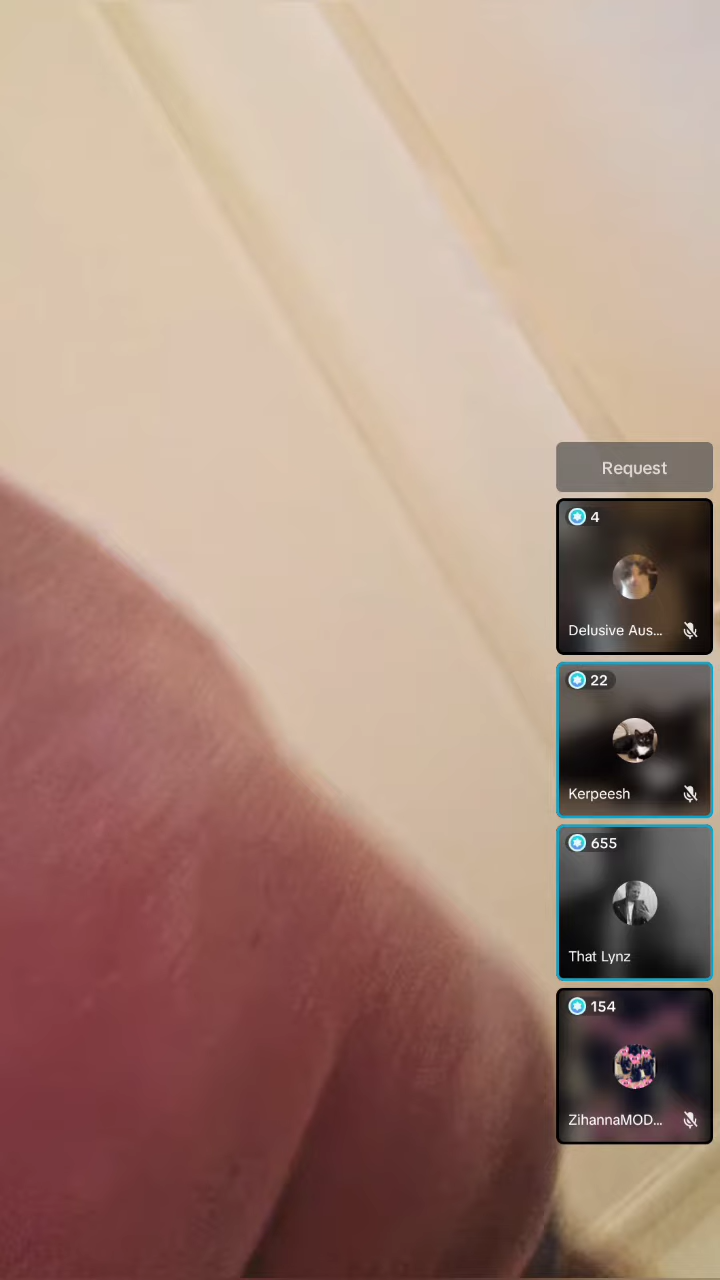 Request
4
Delusive Aus...
22
Kerpeesh
655
That Lynz
154
ZihannaMOD...